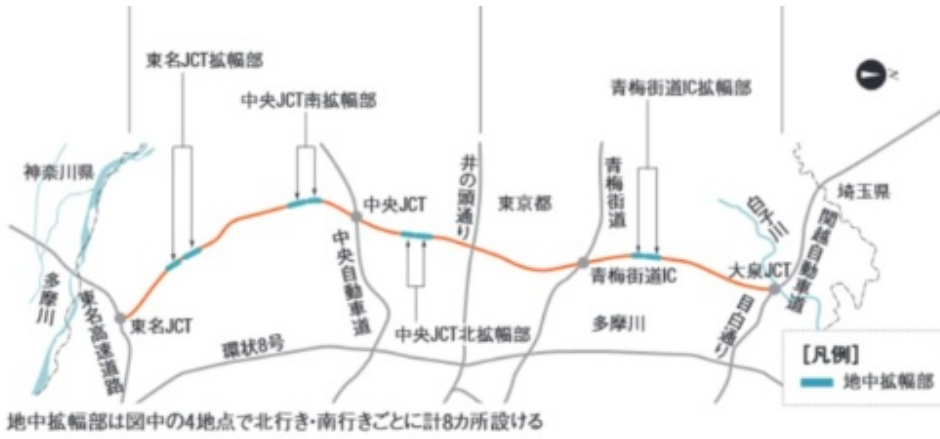 東名JCT拡幅部
中央JCT南拡幅部
青梅街道IC拡幅部
N
神奈川県
中央JCT
井の頭通り
東京都
青梅街道
白子川
関越自動車道
埼玉県
多摩川
東名高速道路
東名JCT
中央自動車道
中央JCT北拡幅部
青梅街道IC
大泉JCT
目白通り
環状8号
多摩川
[凡例]
地中拡幅部
地中拡幅部は図中の4地点で北行き・南行きごとに計8カ所設ける